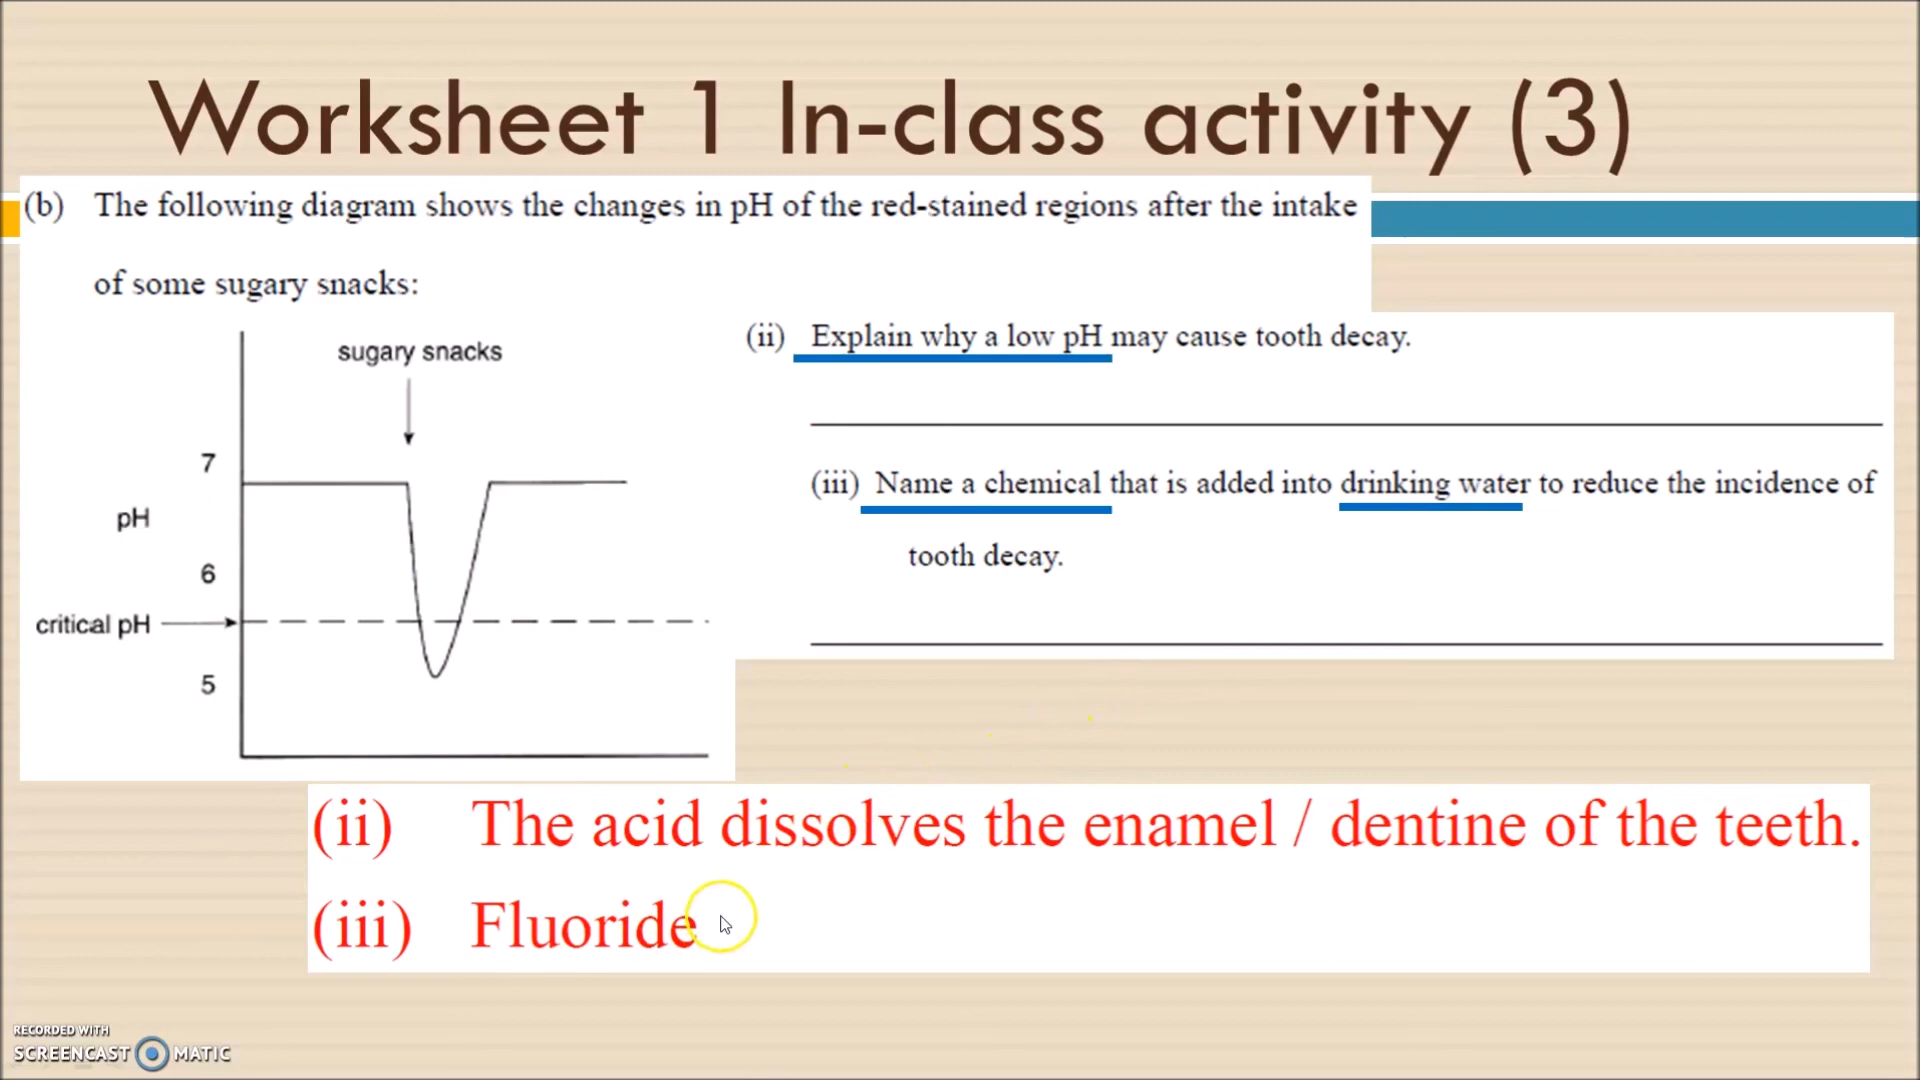 Worksheet 1 In-class activity (3)
(b) The following diagram shows the changes in pH of the red-stained regions after the intake
of some sugary snacks:
sugary snacks
7
pH
6
critical pH
5
(ii) Explain why a low pH may cause tooth decay.
(iii) Name a chemical that is added into drinking water to reduce the incidence of
tooth decay.
(ii) The acid dissolves the enamel / dentine of the teeth.
(iii) Fluoride
RECORDED WITH
SCREENCAST MATIC